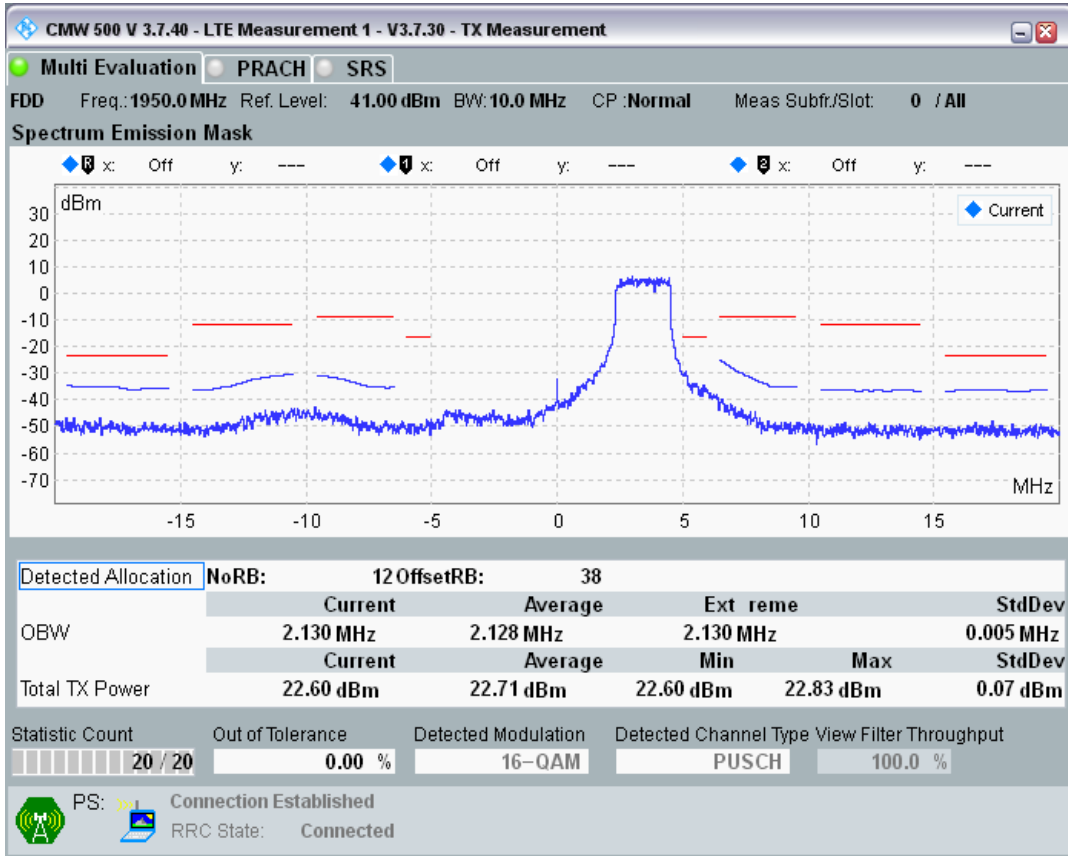 CMW 500 V 3.7.40 - LTE Measurement 1 - V3.7.30 - TX Measurement
Multi Evaluation PRACH SRS
FDD Freq.: 1950.0 MHz Ref. Level: 41.00 dBm BW: 10.0 MHz CP :Normal Meas Subfr./Slot: 0 / All
Spectrum Emission Mask
R x: Off y: --- 1 x: Off y: --- 2 x: Off y: ---
dBm
Current
30
20
10
0
-10
-20
-30
-40
-50
-60
-70
MHz
-15 -10 -5 0 5 10 15
Detected Allocation NoRB: 12 OffsetRB: 38
Current Average Ext reme StdDev
OBW 2.130 MHz 2.128 MHz 2.130 MHz 0.005 MHz
Current Average Min Max StdDev
Total TX Power 22.60 dBm 22.71 dBm 22.60 dBm 22.83 dBm 0.07 dBm
Statistic Count Out of Tolerance Detected Modulation Detected Channel Type View Filter Throughput
20 / 20 0.00 % 16-QAM PUSCH 100.0 %
PS: Connection Established
RRC State: Connected